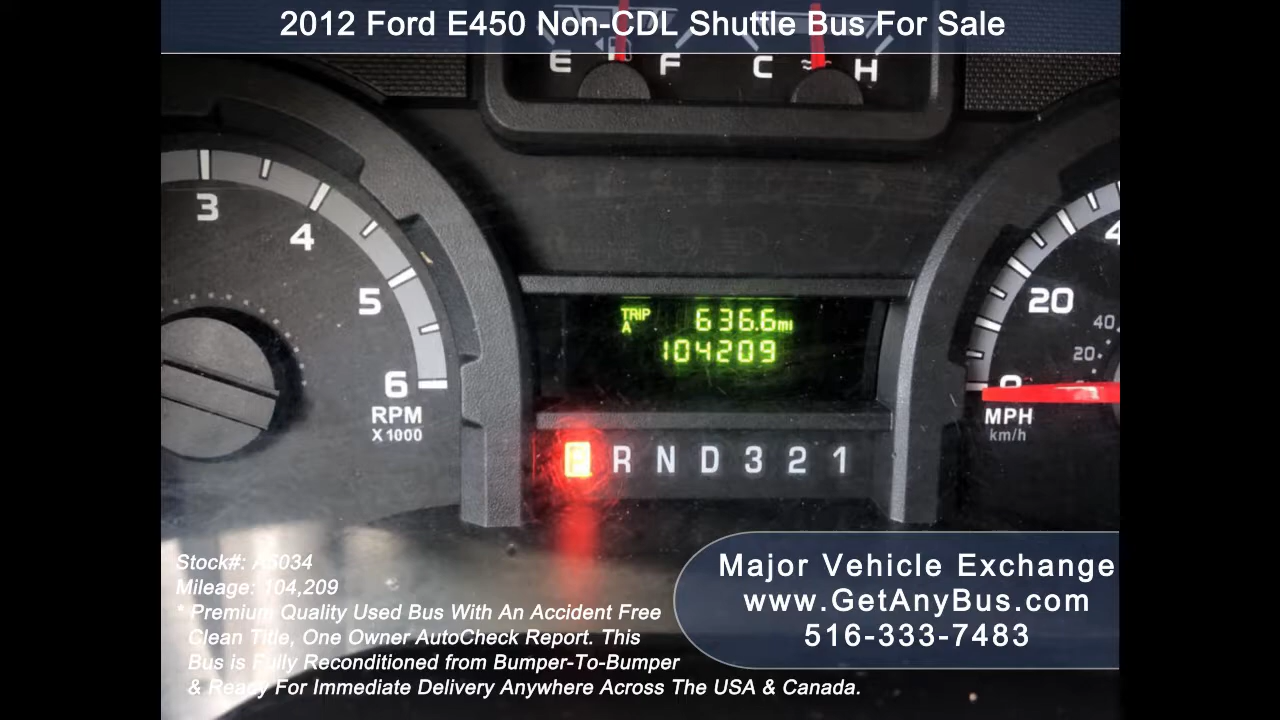 2012 Ford E450 Non-CDL Shuttle Bus For Sale
E F C H
3
4
5
6
RPM
X 1000
TRIP
A
636.6mi
104209
P R N D 3 2 1
4
20
40
20
0
MPH
km/h
Stock#: A5034
Mileage: 104,209
* Premium Quality Used Bus With An Accident Free
Clean Title, One Owner AutoCheck Report. This
Bus is Fully Reconditioned from Bumper-To-Bumper
& Ready For Immediate Delivery Anywhere Across The USA & Canada.
Major Vehicle Exchange
www.GetAnyBus.com
516-333-7483